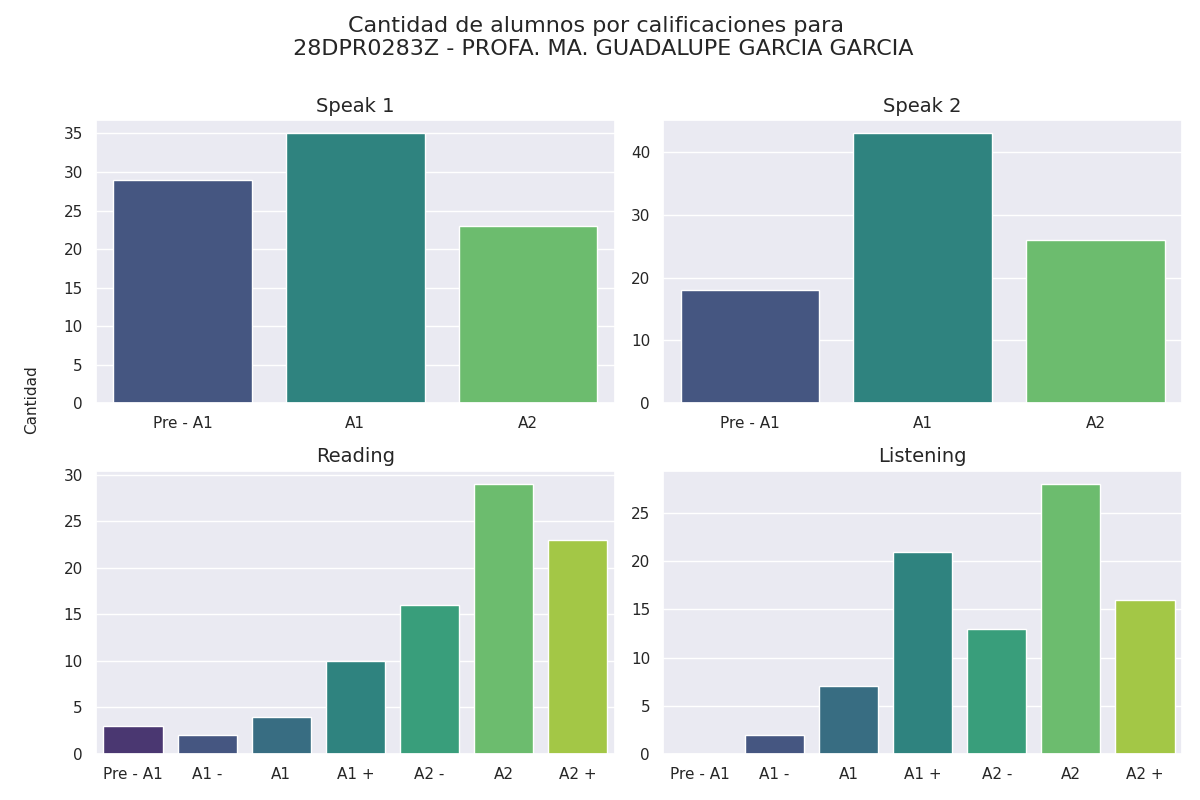 Cantidad de alumnos por calificaciones para
28DPR0283Z - PROFA. MA. GUADALUPE GARCIA GARCIA
Cantidad
Speak 1
35
30
25
20
15
10
5
0
Pre - A1 A1 A2
Speak 2
40
30
20
10
0
Pre - A1 A1 A2
Reading
30
25
20
15
10
5
0
Pre - A1 A1 - A1 A1 + A2 - A2 A2 +
Listening
25
20
15
10
5
0
Pre - A1 A1 - A1 A1 + A2 - A2 A2 +